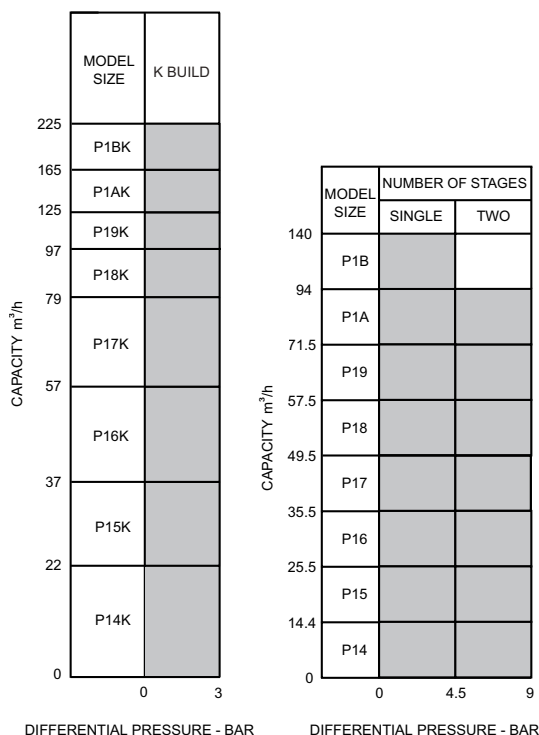 MODEL
SIZE
K BUILD
225
P1BK
165
P1AK
125
P19K
97
P18K
79
P17K
57
P16K
37
P15K
22
P14K
0
0 3
CAPACITY m³/h
DIFFERENTIAL PRESSURE - BAR
MODEL
SIZE
NUMBER OF STAGES
SINGLE TWO
140
P1B
94
P1A
71.5
P19
57.5
P18
49.5
P17
35.5
P16
25.5
P15
14.4
P14
0
0 4.5 9
CAPACITY m³/h
DIFFERENTIAL PRESSURE - BAR